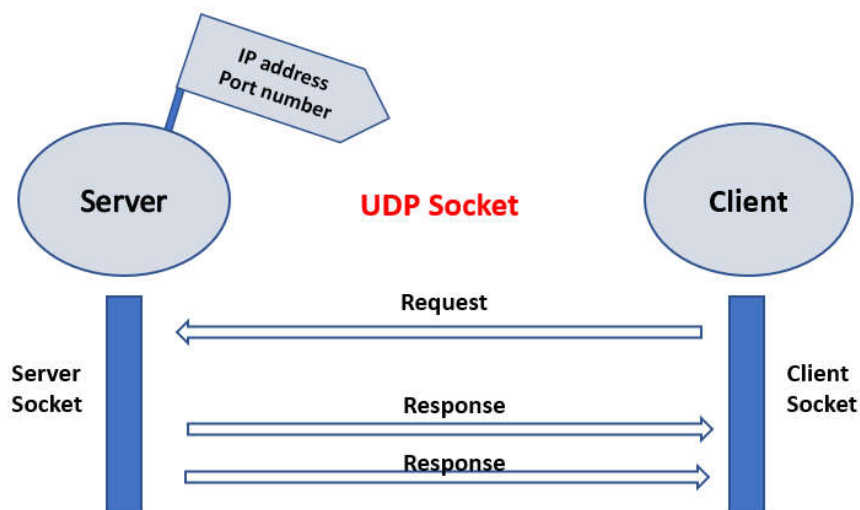 IP address
Port number
Server
UDP Socket
Client
Request
Server
Socket
Client
Socket
Response
Response